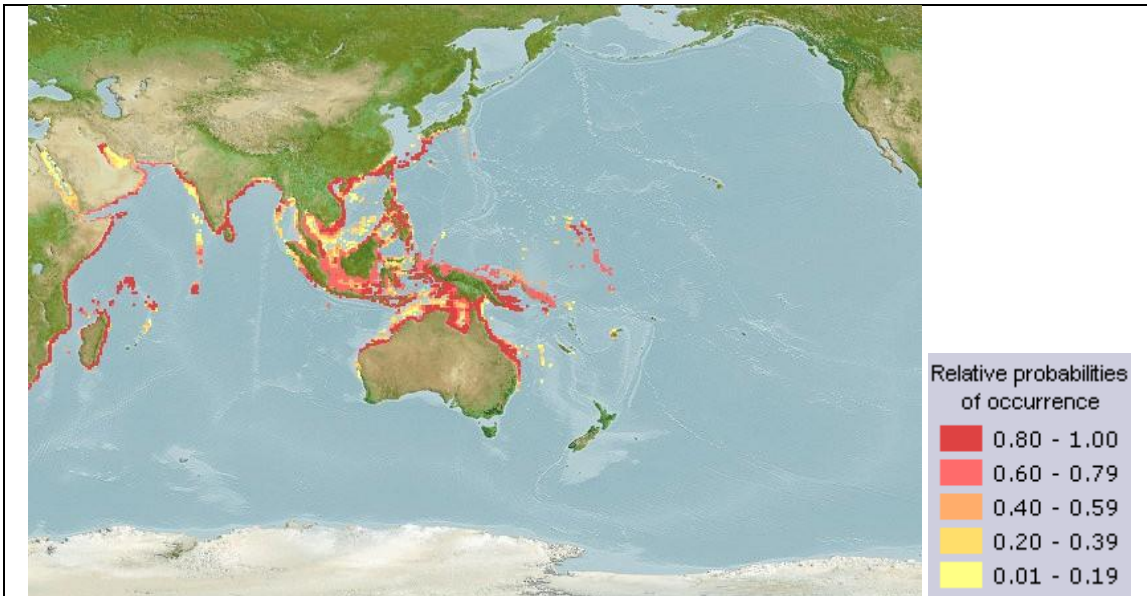 Relative probabilities
of occurrence
0.80 - 1.00
0.60 - 0.79
0.40 - 0.59
0.20 - 0.39
0.01 - 0.19